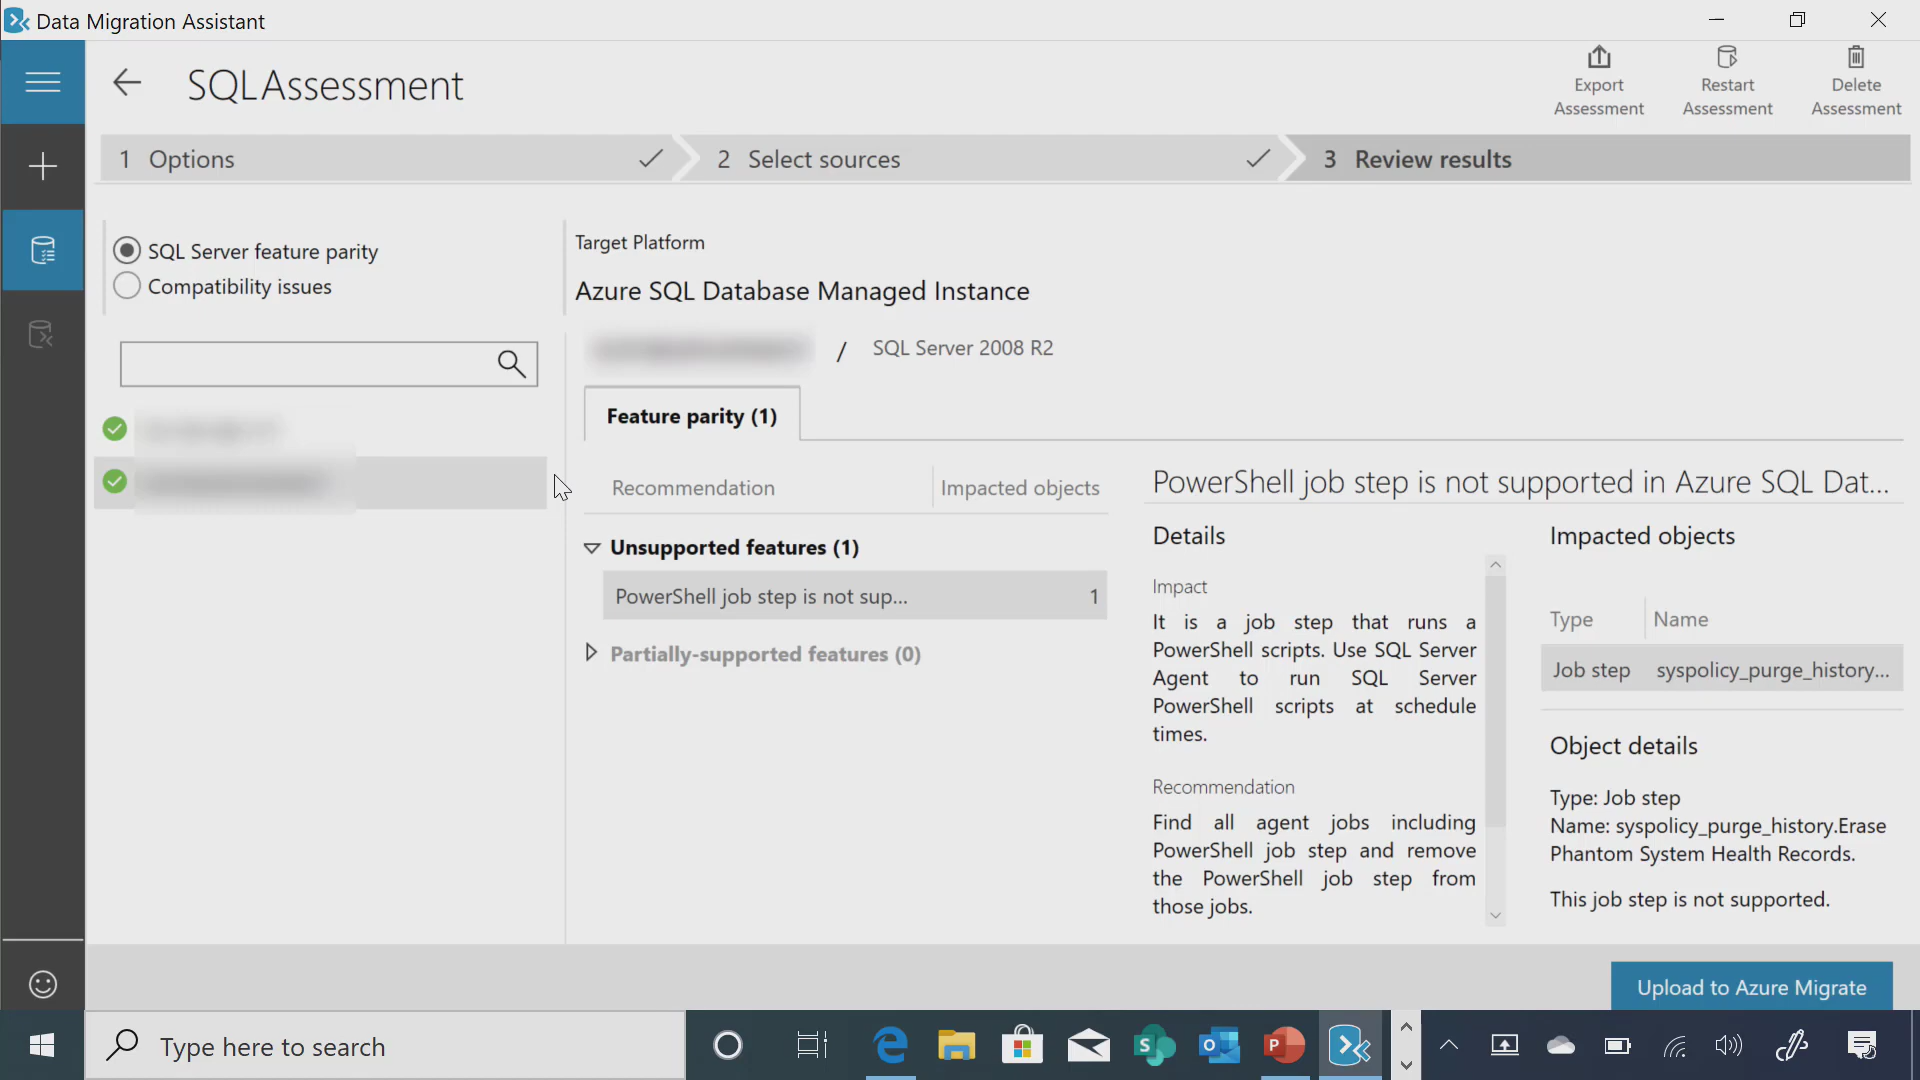 Data Migration Assistant
SQLAssessment
Export
Assessment
Restart
Assessment
Delete
Assessment
1 Options
2 Select sources
3 Review results
SQL Server feature parity
Compatibility issues
Target Platform
Azure SQL Database Managed Instance
/ SQL Server 2008 R2
Feature parity (1)
Recommendation
Impacted objects
Unsupported features (1)
PowerShell job step is not sup... 1
Partially-supported features (0)
PowerShell job step is not supported in Azure SQL Dat...
Details
Impact
It is a job step that runs a
PowerShell scripts. Use SQL Server
Agent to run SQL Server
PowerShell scripts at schedule
times.
Recommendation
Find all agent jobs including
PowerShell job step and remove
the PowerShell job step from
those jobs.
Impacted objects
Type Name
Job step syspolicy_purge_history...
Object details
Type: Job step
Name: syspolicy_purge_history.Erase
Phantom System Health Records.
This job step is not supported.
Upload to Azure Migrate
Type here to search